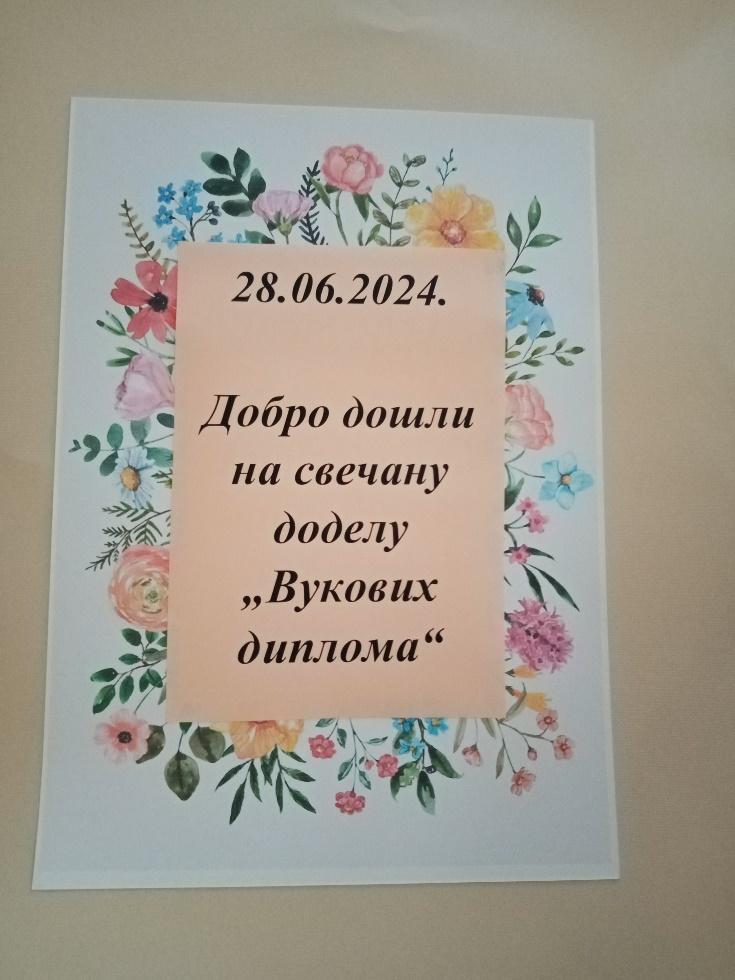 28.06.2024.
Добро дошли
на свечану
доделу
„Вукових
диплома“